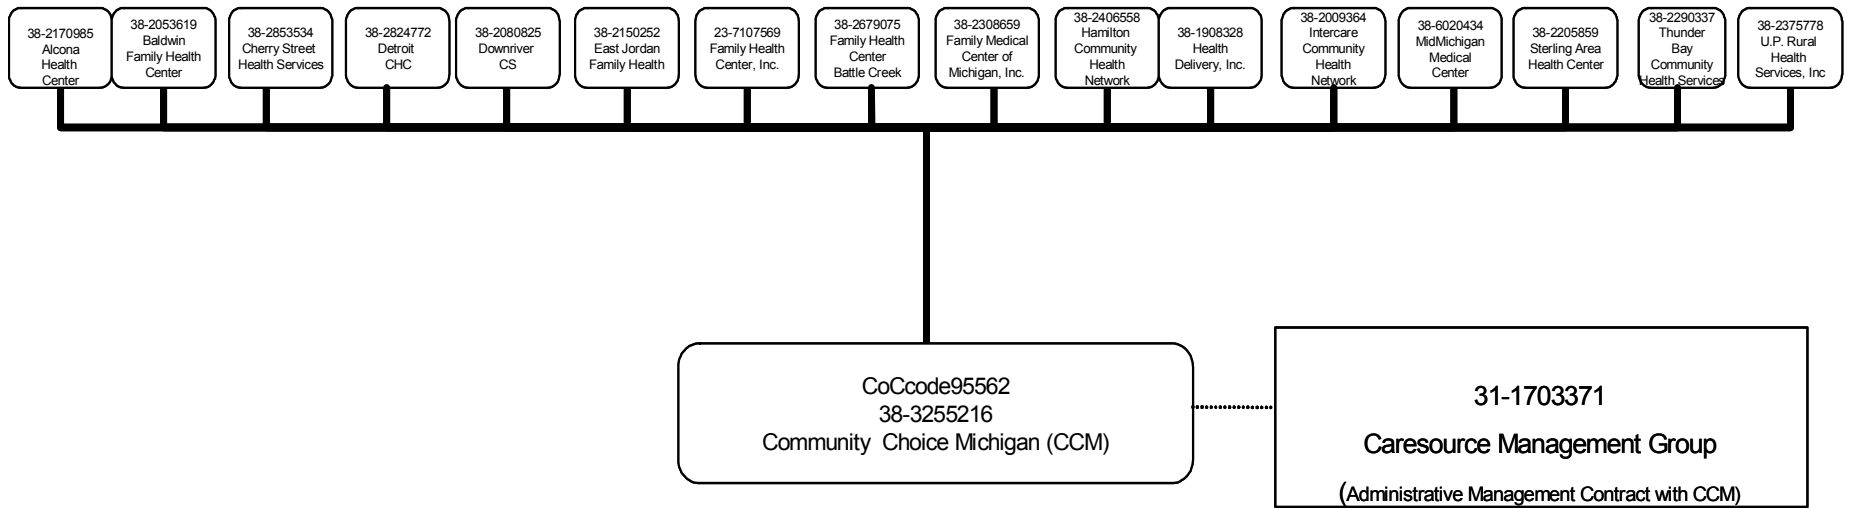 38-2170985
Alcona
Health
Center
38-2053619
Baldwin
Family Health
Center
38-2853534
Cherry Street
Health Services
38-2824772
Detroit
CHC
38-2080825
Downriver
CS
38-2150252
East Jordan
Family Health
23-7107569
Family Health
Center, Inc.
38-2679075
Family Health
Center
Battle Creek
38-2308659
Family Medical
Center of
Michigan, Inc.
38-2406558
Hamilton
Community
Health
Network
38-1908328
Health
Delivery, Inc.
38-2009364
Intercare
Community
Health
Network
38-6020434
MidMichigan
Medical
Center
38-2205859
Sterling Area
Health Center
38-2290337
Thunder
Bay
Community
Health Services
38-2375778
U.P. Rural
Health
Services, Inc
CoCcode95562
38-3255216
Community Choice Michigan (CCM)
31-1703371
Caresource Management Group
(Administrative Management Contract with CCM)